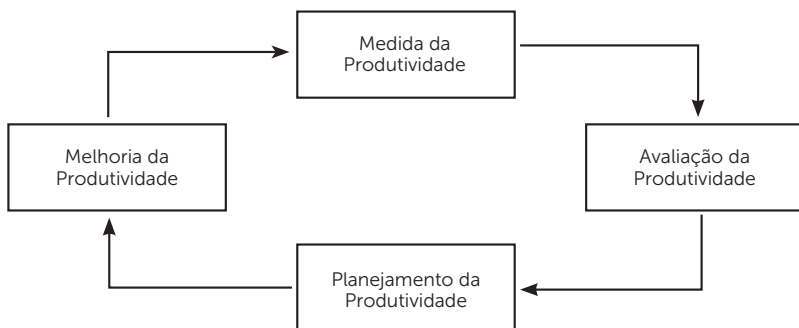 Medida da
Produtividade
Melhoria da
Produtividade
Avaliação da
Produtividade
Planejamento da
Produtividade